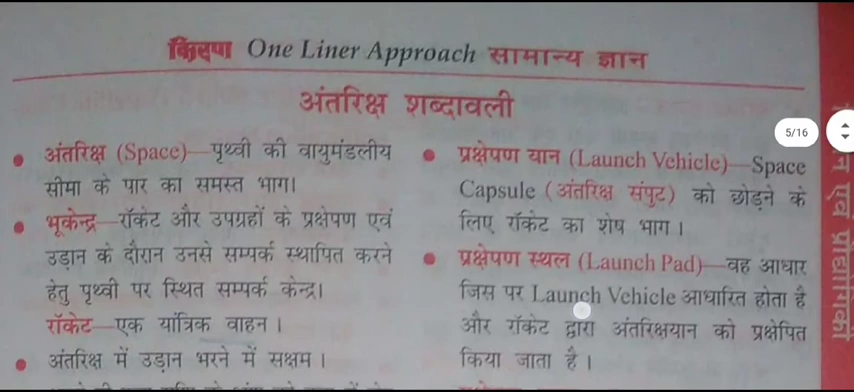 किरण One Liner Approach सामान्य ज्ञान
अंतरिक्ष शब्दावली
5/16
अंतरिक्ष (Space)—पृथ्वी की वायुमंडलीय
सीमा के पार का समस्त भाग।
भूकेन्द्र—रॉकेट और उपग्रहों के प्रक्षेपण एवं
उड़ान के दौरान उनसे सम्पर्क स्थापित करने
हेतु पृथ्वी पर स्थित सम्पर्क केन्द्र।
रॉकेट—एक यांत्रिक वाहन।
अंतरिक्ष में उड़ान भरने में सक्षम।
प्रक्षेपण यान (Launch Vehicle)—Space
Capsule (अंतरिक्ष संपुट) को छोड़ने के
लिए रॉकेट का शेष भाग।
प्रक्षेपण स्थल (Launch Pad)—वह आधार
जिस पर Launch Vehicle आधारित होता है
और रॉकेट द्वारा अंतरिक्षयान को प्रक्षेपित
किया जाता है।
एवं प्रौद्योगिकी